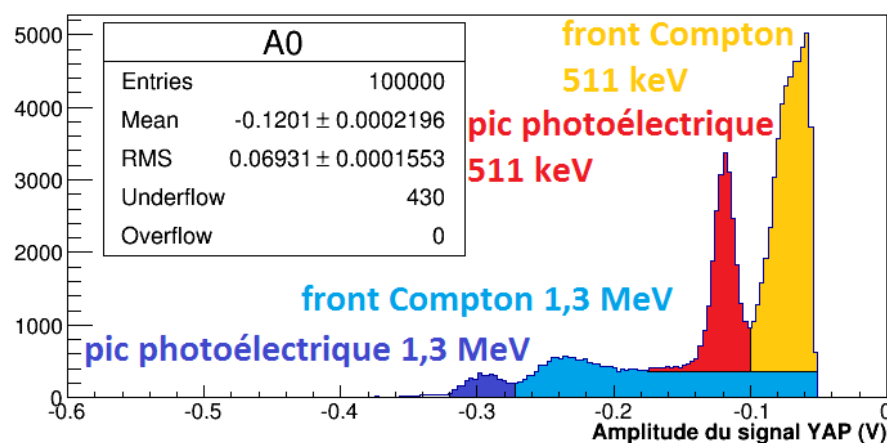 A0
Entries 100000
Mean -0.1201 ± 0.0002196
RMS 0.06931 ± 0.0001553
Underflow 430
Overflow 0
front Compton
511 keV
pic photoélectrique
511 keV
front Compton 1,3 MeV
pic photoélectrique 1,3 MeV
5000
4000
3000
2000
1000
0
-0.6 -0.5 -0.4 -0.3 -0.2 -0.1 0
Amplitude du signal YAP (V)